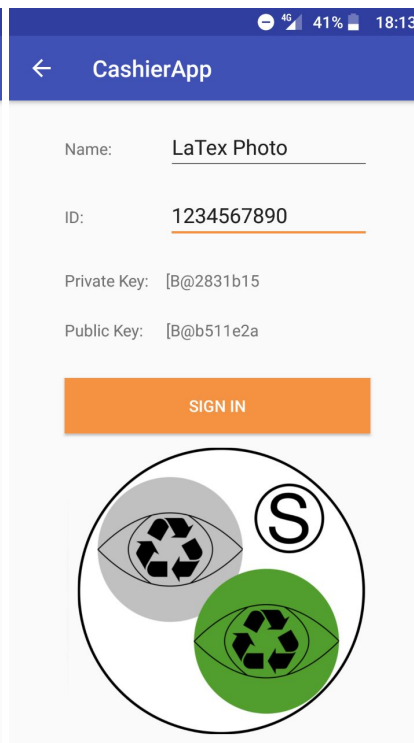 4G 41% 18:13
CashierApp
Name: LaTex Photo
ID: 1234567890
Private Key: [B@2831b15
Public Key: [B@b511e2a
SIGN IN
S